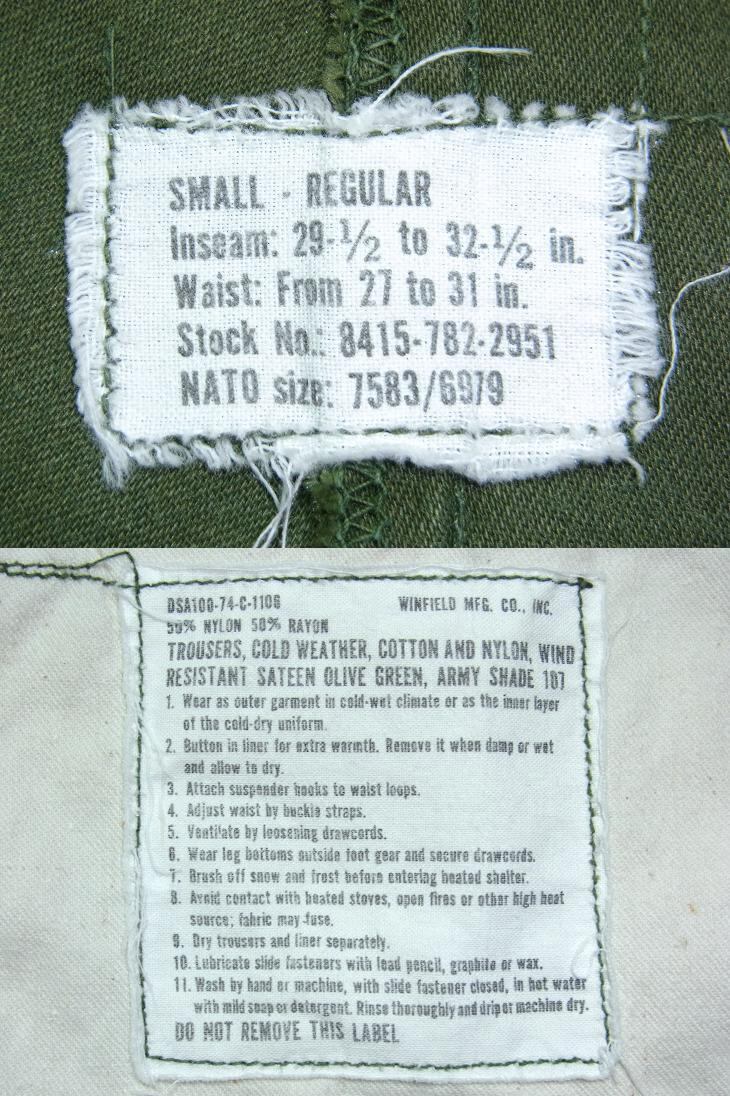 SMALL - REGULAR
Inseam: 29-1/2 to 32-1/2 in.
Waist: From 27 to 31 in.
Stock No.: 8415-782-2951
NATO size: 7583/6979
DSA100-74-C-1106 WINFIELD MFG. CO., INC.
50% NYLON 50% RAYON
TROUSERS, COLD WEATHER, COTTON AND NYLON, WIND
RESISTANT SATEEN OLIVE GREEN, ARMY SHADE 107
1. Wear as outer garment in cold-wet climate or as the inner layer
of the cold-dry uniform.
2. Button in liner for extra warmth. Remove it when damp or wet
and allow to dry.
3. Attach suspender hooks to waist loops.
4. Adjust waist by buckle straps.
5. Ventilate by loosening drawcords.
6. Wear leg bottoms outside foot gear and secure drawcords.
7. Brush off snow and frost before entering heated shelter.
8. Avoid contact with heated stoves, open fires or other high heat
source; fabric may fuse.
9. Dry trousers and liner separately.
10. Lubricate slide fasteners with lead pencil, graphite or wax.
11. Wash by hand or machine, with slide fastener closed, in hot water
with mild soap or detergent. Rinse thoroughly and drip or machine dry.
DO NOT REMOVE THIS LABEL